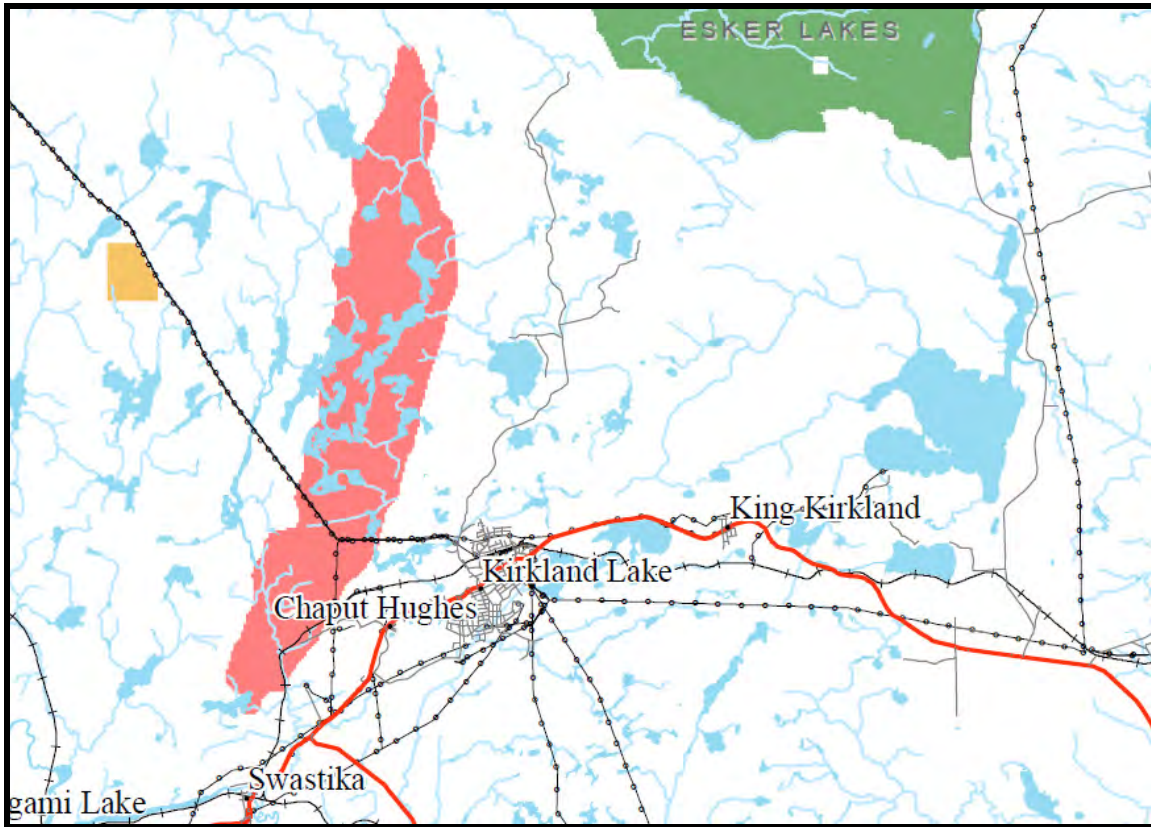 ESKER LAKES
King Kirkland
Kirkland Lake
Chaput Hughes
Swastika
gami Lake